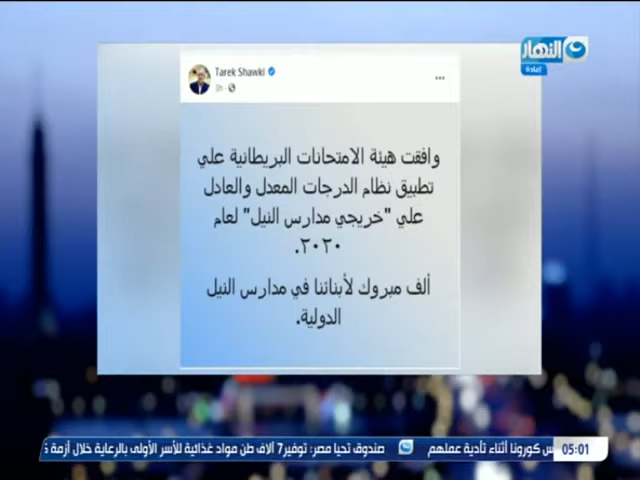 النهار
إعادة
Tarek Shawki
وافقت هيئة الامتحانات البريطانية علي
تطبيق نظام الدرجات المعدل والعادل
علي "خريجي مدارس النيل" لعام
٢٠٢٠.
ألف مبروك لأبنائنا في مدارس النيل
الدولية.
05:01 س كورونا أثناء تأدية عملهم صندوق تحيا مصر: توفير7 آلاف طن مواد غذائية للأسر الأولى بالرعاية خلال أزمة